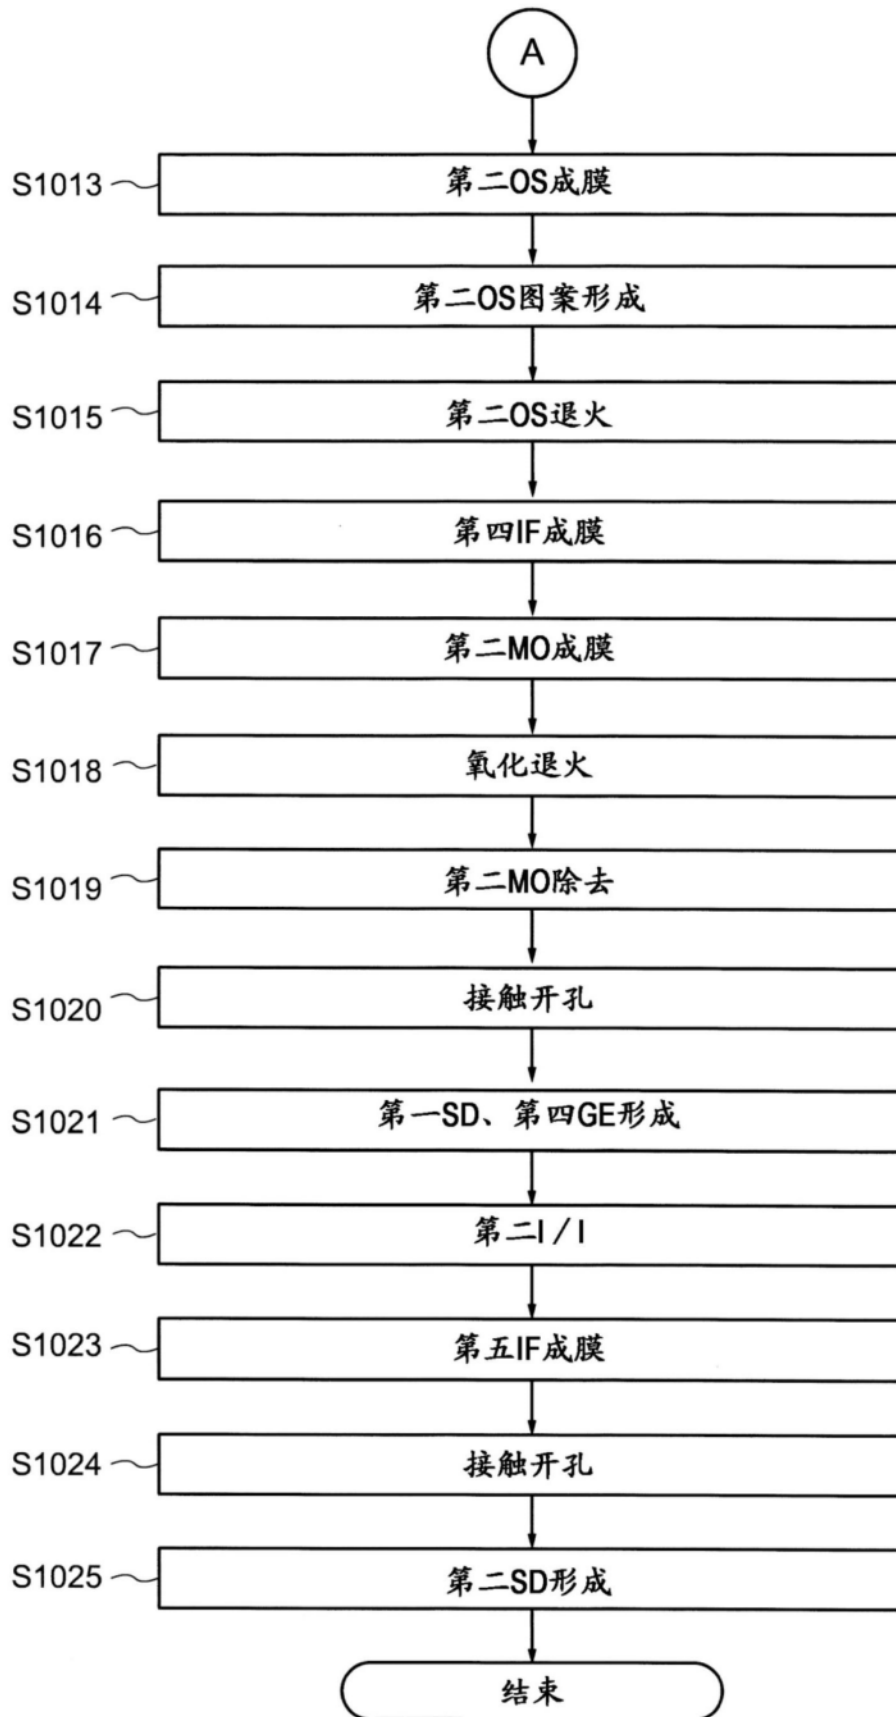 A
S1013 第二OS成膜
S1014 第二OS图案形成
S1015 第二OS退火
S1016 第四IF成膜
S1017 第二MO成膜
S1018 氧化退火
S1019 第二MO除去
S1020 接触开孔
S1021 第一SD、第四GE形成
S1022 第二I/I
S1023 第五IF成膜
S1024 接触开孔
S1025 第二SD形成
结束